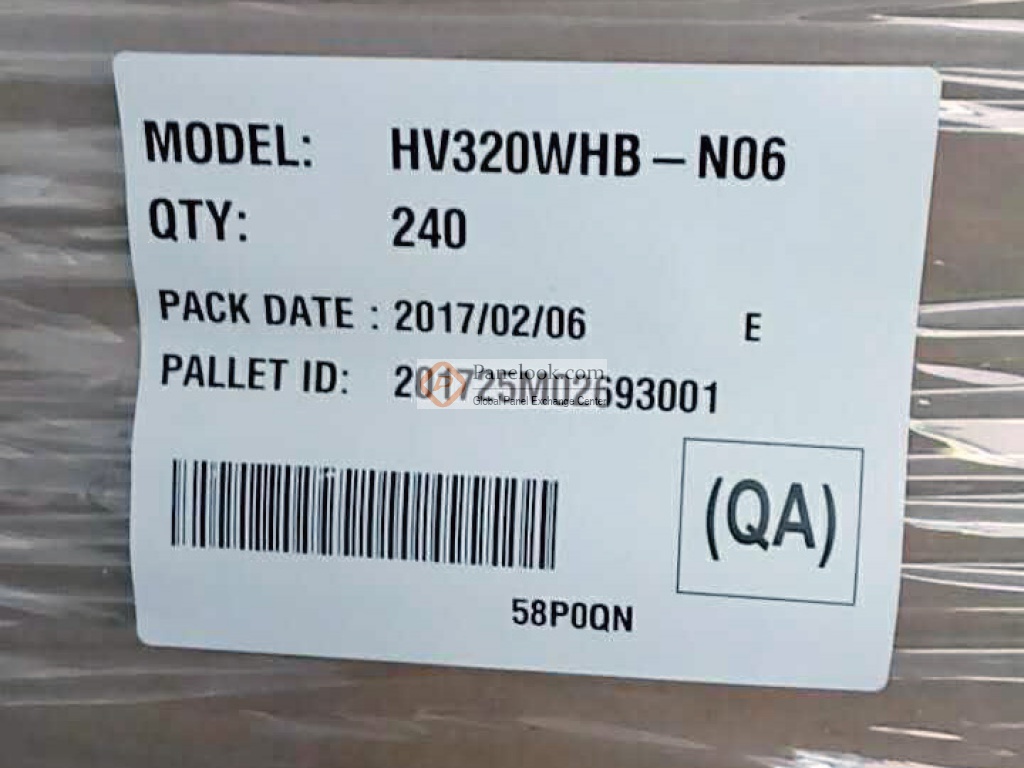 MODEL: HV320WHB – N06
QTY: 240
PACK DATE : 2017/02/06 E
PALLET ID: 201725M02693001
Panelook.com
Global Panel Exchange Center
(QA)
58P0QN